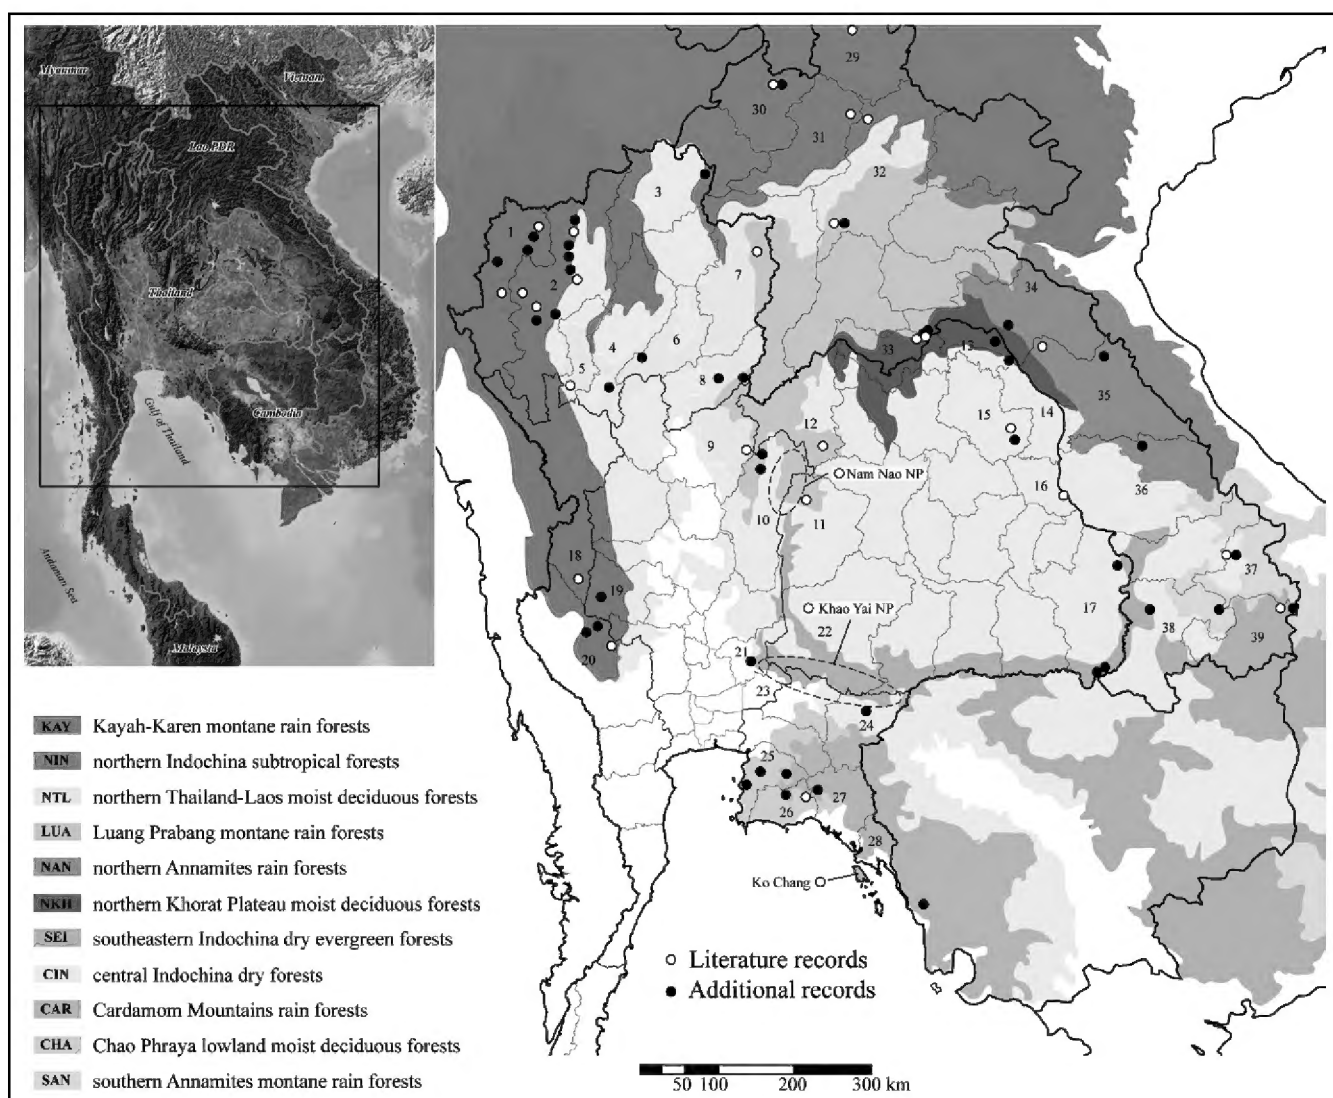 Myanmar
Vietnam
Lao PDR
Thailand
Cambodia
Gulf of Thailand
Andaman Sea
Malaysia
KAY Kayah-Karen montane rain forests
NIN northern Indochina subtropical forests
NTL northern Thailand-Laos moist deciduous forests
LUA Luang Prabang montane rain forests
NAN northern Annamites rain forests
NKH northern Khorat Plateau moist deciduous forests
SEI southeastern Indochina dry evergreen forests
CIN central Indochina dry forests
CAR Cardamom Mountains rain forests
CHA Chao Phraya lowland moist deciduous forests
SAN southern Annamites montane rain forests
29
30
31
32
3
1
2
7
34
33
13
4
6
5
8
35
15
14
12
9
Nam Nao NP
16
36
10
11
18
19
37
Khao Yai NP
17
22
38
39
20
21
23
24
25
27
26
28
Ko Chang
Literature records
Additional records
50 100 200 300 km